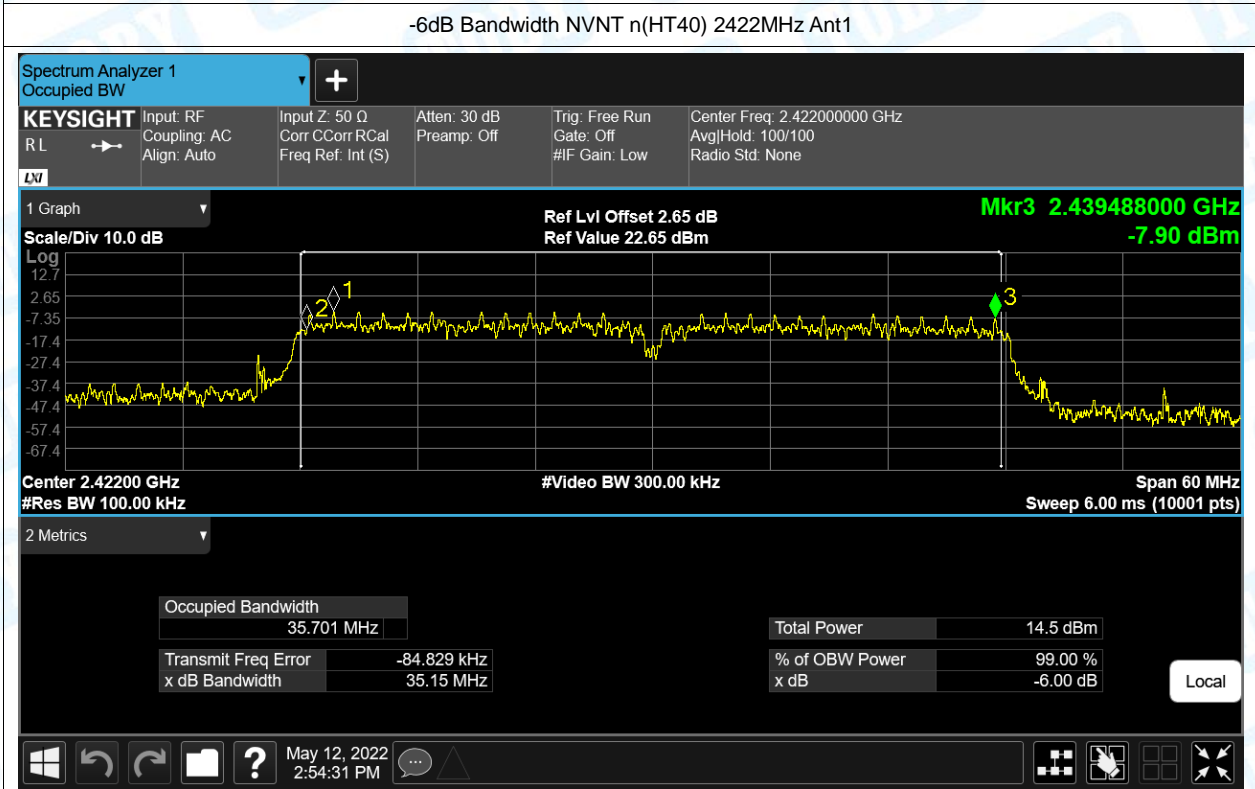 -6dB Bandwidth NVNT n(HT40) 2422MHz Ant1
Spectrum Analyzer 1
Occupied BW
+
KEYSIGHT
RL
LXI
Input: RF
Coupling: AC
Align: Auto
Input Z: 50 Ω
Corr CCorr RCal
Freq Ref: Int (S)
Atten: 30 dB
Preamp: Off
Trig: Free Run
Gate: Off
#IF Gain: Low
Center Freq: 2.422000000 GHz
Avg|Hold: 100/100
Radio Std: None
1 Graph
Scale/Div 10.0 dB
Ref Lvl Offset 2.65 dB
Ref Value 22.65 dBm
Mkr3 2.439488000 GHz
-7.90 dBm
Log
12.7
2.65
-7.35
-17.4
-27.4
-37.4
-47.4
-57.4
-67.4
2
1
3
Center 2.42200 GHz
#Res BW 100.00 kHz
#Video BW 300.00 kHz
Span 60 MHz
Sweep 6.00 ms (10001 pts)
2 Metrics
Occupied Bandwidth
35.701 MHz
Transmit Freq Error -84.829 kHz
x dB Bandwidth 35.15 MHz
Total Power 14.5 dBm
% of OBW Power 99.00 %
x dB -6.00 dB
Local
?
May 12, 2022
2:54:31 PM